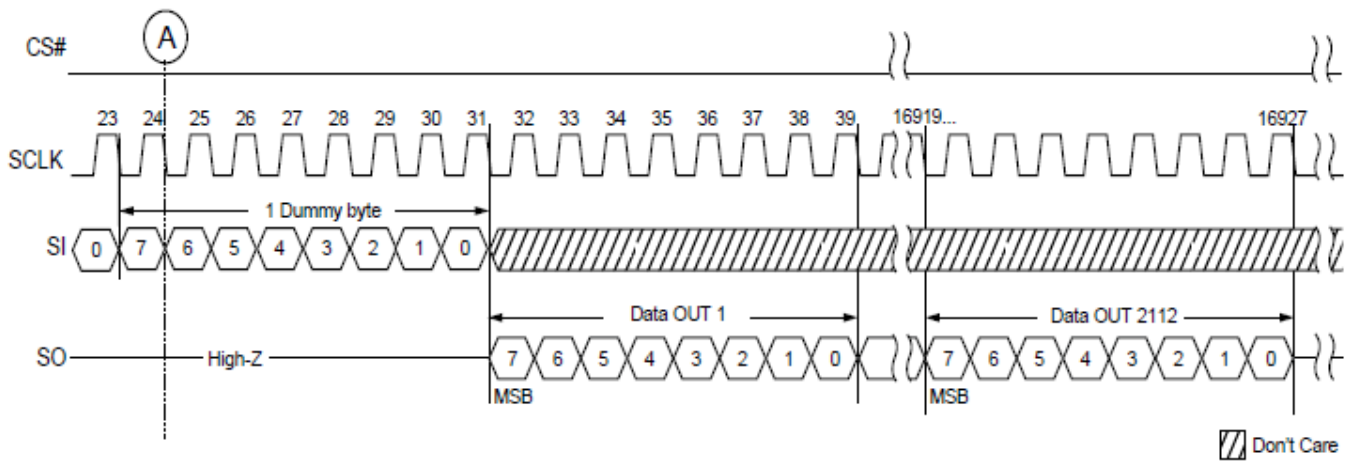 A
CS#
23 24 25 26 27 28 29 30 31 32 33 34 35 36 37 38 39 16919... 16927
SCLK
1 Dummy byte
SI 0 7 6 5 4 3 2 1 0
Data OUT 1 Data OUT 2112
SO High-Z 7 6 5 4 3 2 1 0 7 6 5 4 3 2 1 0
MSB MSB
Don't Care